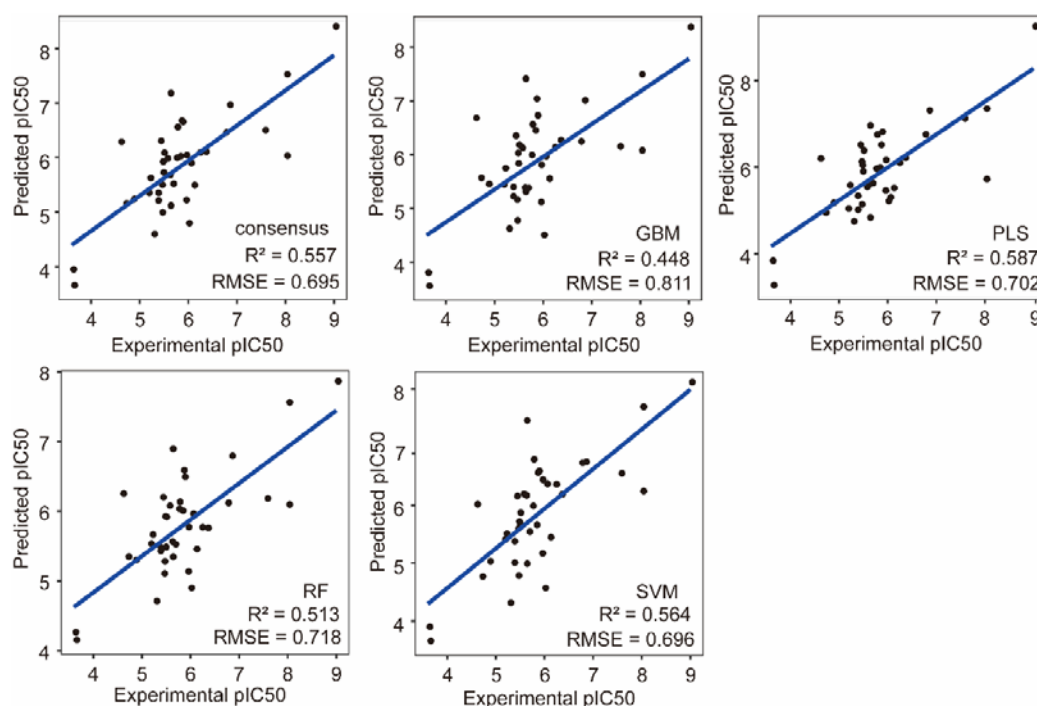 8
7
6
5
4
Predicted pIC50
consensus
R² = 0.557
RMSE = 0.695
4 5 6 7 8 9
Experimental pIC50
8
7
6
5
4
Predicted pIC50
GBM
R² = 0.448
RMSE = 0.811
4 5 6 7 8 9
Experimental pIC50
8
6
4
Predicted pIC50
PLS
R² = 0.587
RMSE = 0.702
4 5 6 7 8 9
Experimental pIC50
8
7
6
5
4
Predicted pIC50
RF
R² = 0.513
RMSE = 0.718
4 5 6 7 8 9
Experimental pIC50
8
7
6
5
4
Predicted pIC50
SVM
R² = 0.564
RMSE = 0.696
4 5 6 7 8 9
Experimental pIC50